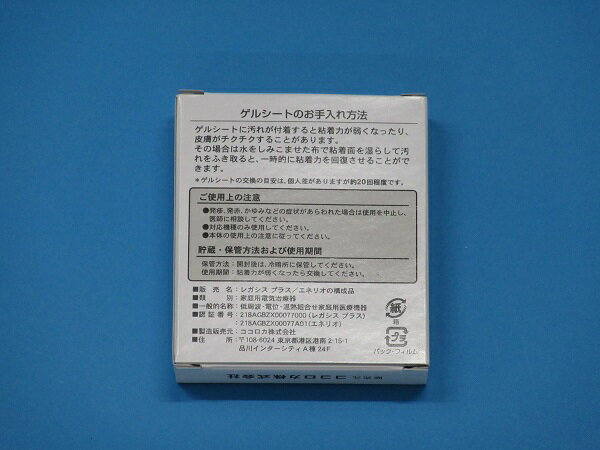 ゲルシートのお手入れ方法
ゲルシートに汚れが付着すると粘着力が弱くなったり、
皮膚がチクチクすることがあります。
その場合は水をしみこませた布で粘着面を湿らして汚
れをふき取ると、一時的に粘着力を回復させることがで
きます。
*ゲルシートの交換の目安は、個人差がありますが約20回程度です。
ご使用上の注意
●発疹、発赤、かゆみなどの症状があらわれた場合は使用を中止し、
医師に相談してください。
●対応機種のみ使用してください。
●本体の使用上の注意に従ってください。
貯蔵・保管方法および使用期間
保管方法：開封後は、冷暗所に保管してください。
使用期間：粘着力が弱くなったら交換してください。
■販売名：レガシス プラス/エネリオの構成品
■類別：家庭用電気治療器
■一般的名称：低周波・電位・温熱組合せ家庭用医療機器
■認証番号：218AGBZX00077000 (レガシス プラス)
218AGBZX00077A01(エネリオ)
■製造販売元：ココロカ株式会社
■住所：〒108-6024 東京都港区港南 2-15-1
品川インターシティA棟 24F
紙
箱
プラ
パック・フィルム
販売元 ココロカ株式会社